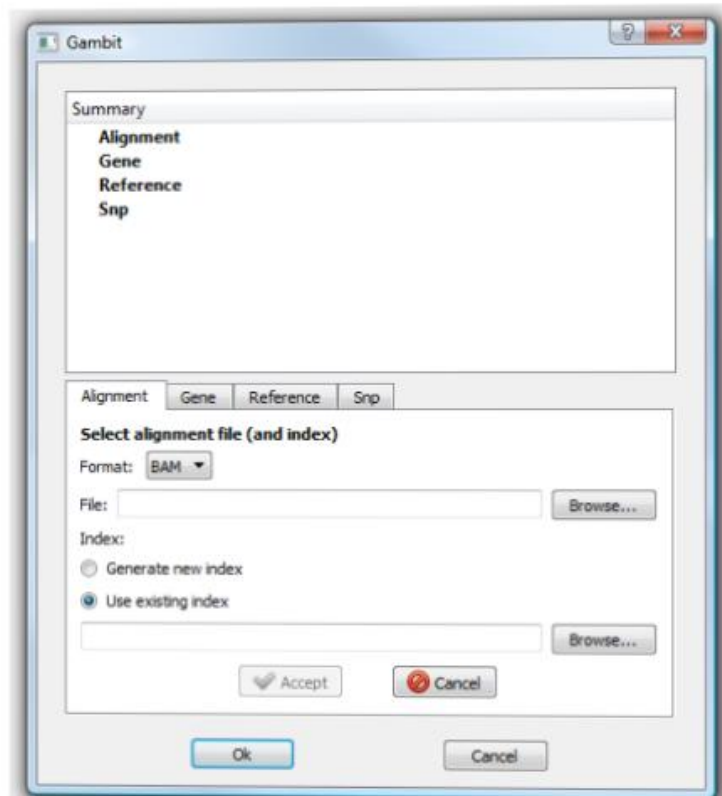 Gambit
Summary
Alignment
Gene
Reference
Snp
Alignment Gene Reference Snp
Select alignment file (and index)
Format: BAM
File: Browse...
Index:
Generate new index
Use existing index
Browse...
Accept Cancel
Ok Cancel